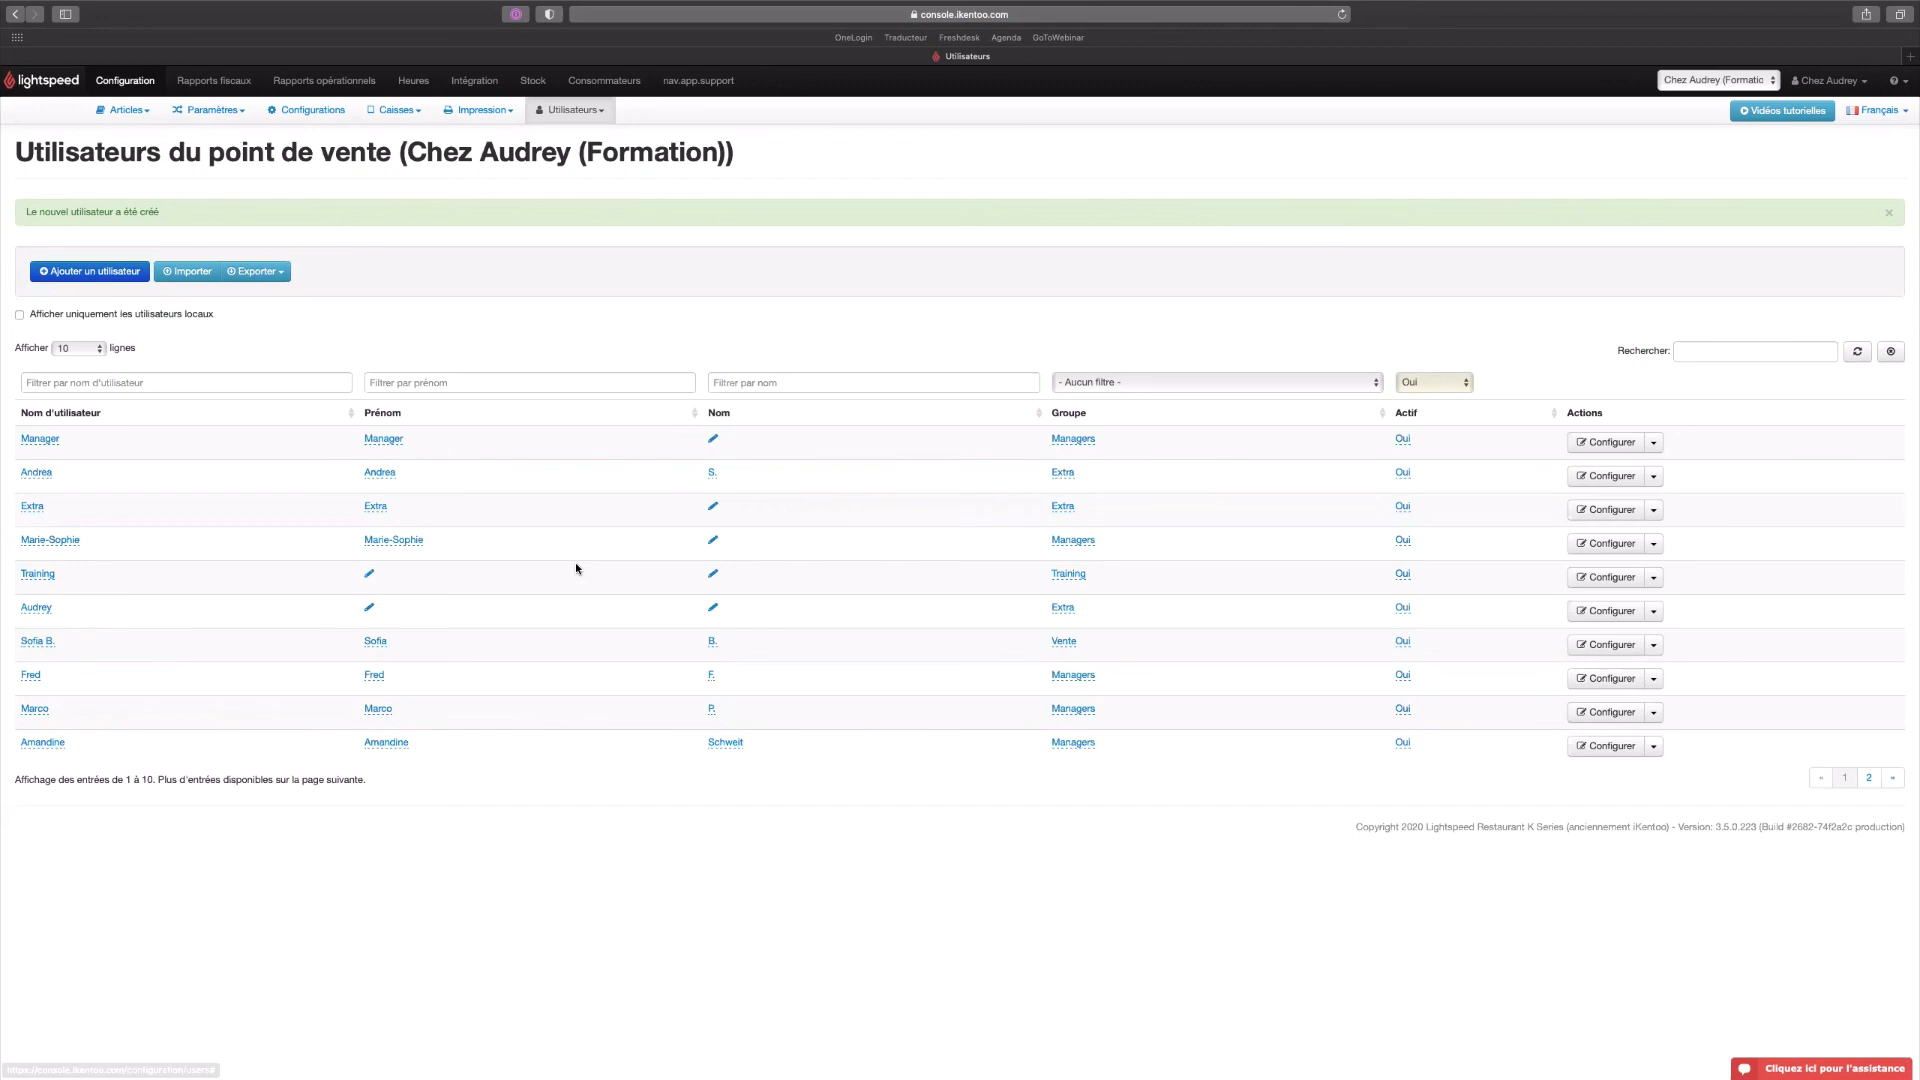 console.ikentoo.com
OneLogin Traducteur Freshdesk Agenda GoToWebinar
Utilisateurs
lightspeed Configuration Rapports fiscaux Rapports opérationnels Heures Intégration Stock Consommateurs nav.app.support Chez Audrey (Formatic Chez Audrey
Articles Paramètres Configurations Caisses Impression Utilisateurs Vidéos tutorielles Français
Utilisateurs du point de vente (Chez Audrey (Formation))
Le nouvel utilisateur a été créé ×
Ajouter un utilisateur Importer Exporter
Afficher uniquement les utilisateurs locaux
Afficher 10 lignes Rechercher:
Filtrer par nom d'utilisateur Filtrer par prénom Filtrer par nom - Aucun filtre - Oui
Nom d'utilisateur Prénom Nom Groupe Actif Actions
Manager Manager Managers Oui Configurer
Andrea Andrea S. Extra Oui Configurer
Extra Extra Extra Oui Configurer
Marie-Sophie Marie-Sophie Managers Oui Configurer
Training Training Oui Configurer
Audrey Extra Oui Configurer
Sofia B. Sofia B. Vente Oui Configurer
Fred Fred F. Managers Oui Configurer
Marco Marco P. Managers Oui Configurer
Amandine Amandine Schweit Managers Oui Configurer
Affichage des entrées de 1 à 10. Plus d'entrées disponibles sur la page suivante. « 1 2 »
Copyright 2020 Lightspeed Restaurant K Series (anciennement iKentoo) - Version: 3.5.0.223 (Build #2682-74f2a2c production)
https://console.ikentoo.com/configuration/users#
Cliquez ici pour l'assistance